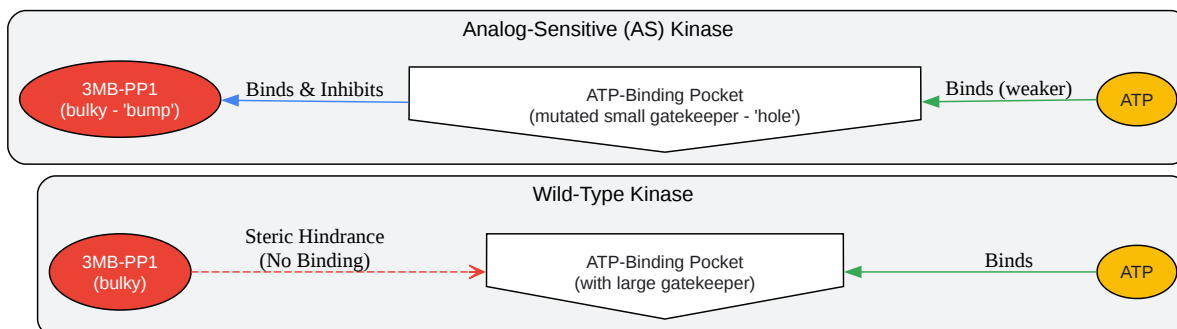 Analog-Sensitive (AS) Kinase
3MB-PP1
(bulky - 'bump')
Binds & Inhibits
ATP-Binding Pocket
(mutated small gatekeeper - 'hole')
Binds (weaker)
ATP
Wild-Type Kinase
3MB-PP1
(bulky)
Steric Hindrance
(No Binding)
ATP-Binding Pocket
(with large gatekeeper)
Binds
ATP